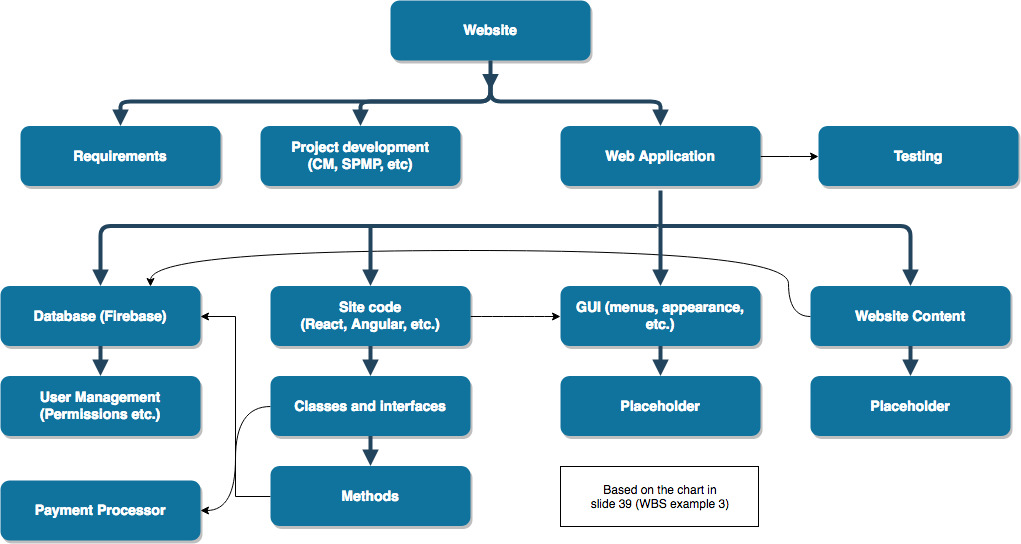 Website
Requirements
Project development
(CM, SPMP, etc)
Web Application
Testing
Database (Firebase)
Site code
(React, Angular, etc.)
GUI (menus, appearance,
etc.)
Website Content
User Management
(Permissions etc.)
Classes and interfaces
Placeholder
Placeholder
Payment Processor
Methods
Based on the chart in
slide 39 (WBS example 3)